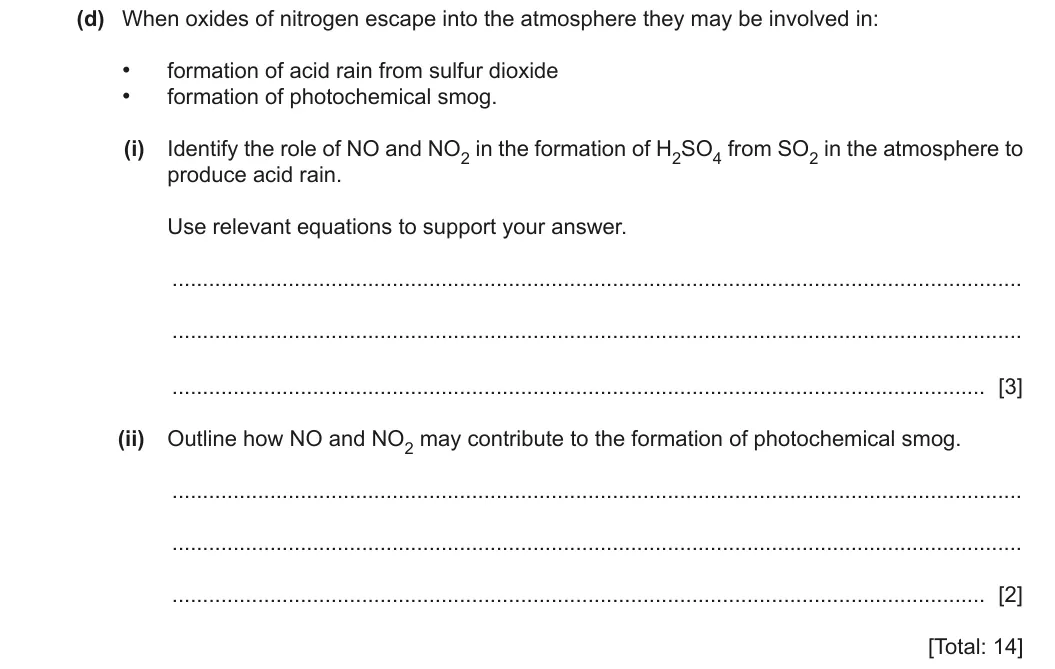 (d) When oxides of nitrogen escape into the atmosphere they may be involved in:
• formation of acid rain from sulfur dioxide
• formation of photochemical smog.
(i) Identify the role of NO and NO₂ in the formation of H₂SO₄ from SO₂ in the atmosphere to
produce acid rain.
Use relevant equations to support your answer.
..........................................................................................................................................
..........................................................................................................................................
.................................................................................................................................... [3]
(ii) Outline how NO and NO₂ may contribute to the formation of photochemical smog.
..........................................................................................................................................
..........................................................................................................................................
.................................................................................................................................... [2]
[Total: 14]